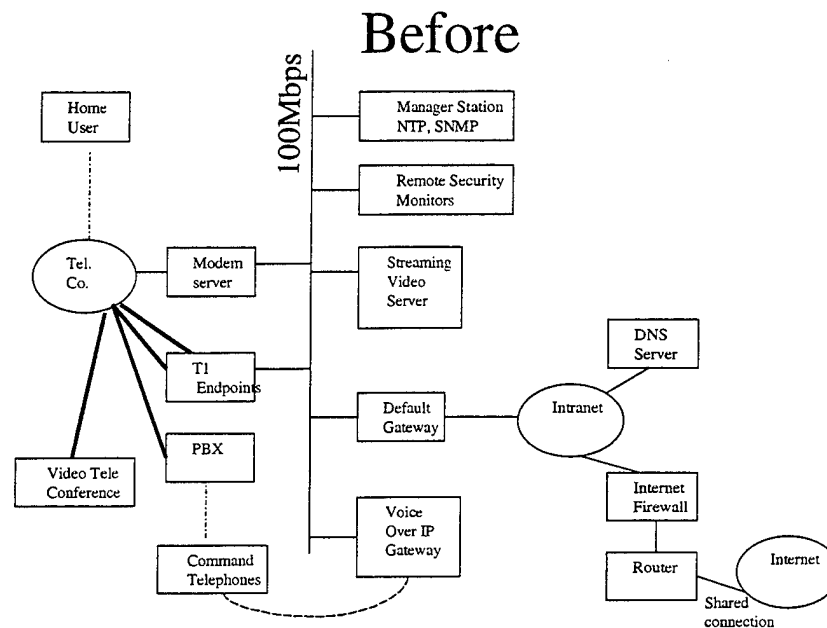 Before
100Mbps
Home
User
Manager Station
NTP, SNMP
Remote Security
Monitors
Tel.
Co.
Modem
server
Streaming
Video
Server
DNS
Server
T1
Endpoints
Default
Gateway
Intranet
PBX
Video Tele
Conference
Internet
Firewall
Voice
Over IP
Gateway
Command
Telephones
Router
Internet
Shared
connection